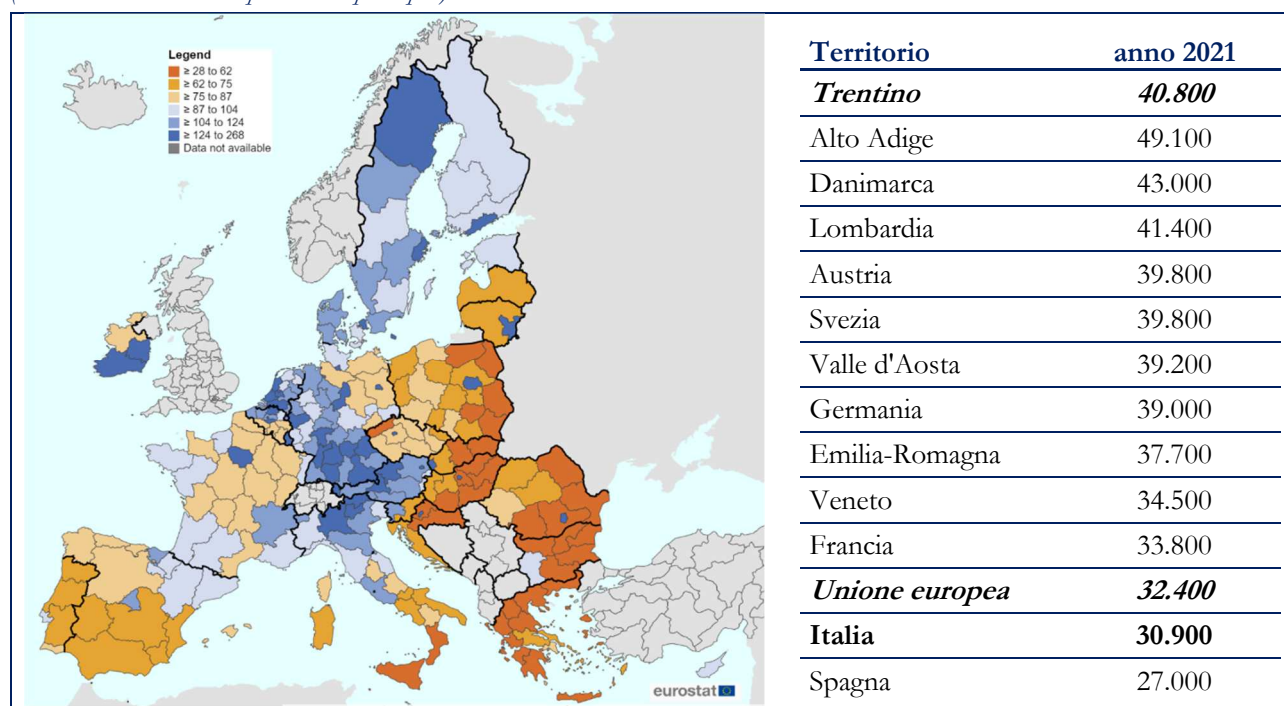 Legend
≥ 28 to 62
≥ 62 to 75
≥ 75 to 87
≥ 87 to 104
≥ 104 to 124
≥ 124 to 268
Data not available
eurostat
Territorio anno 2021
Trentino 40.800
Alto Adige 49.100
Danimarca 43.000
Lombardia 41.400
Austria 39.800
Svezia 39.800
Valle d'Aosta 39.200
Germania 39.000
Emilia-Romagna 37.700
Veneto 34.500
Francia 33.800
Unione europea 32.400
Italia 30.900
Spagna 27.000